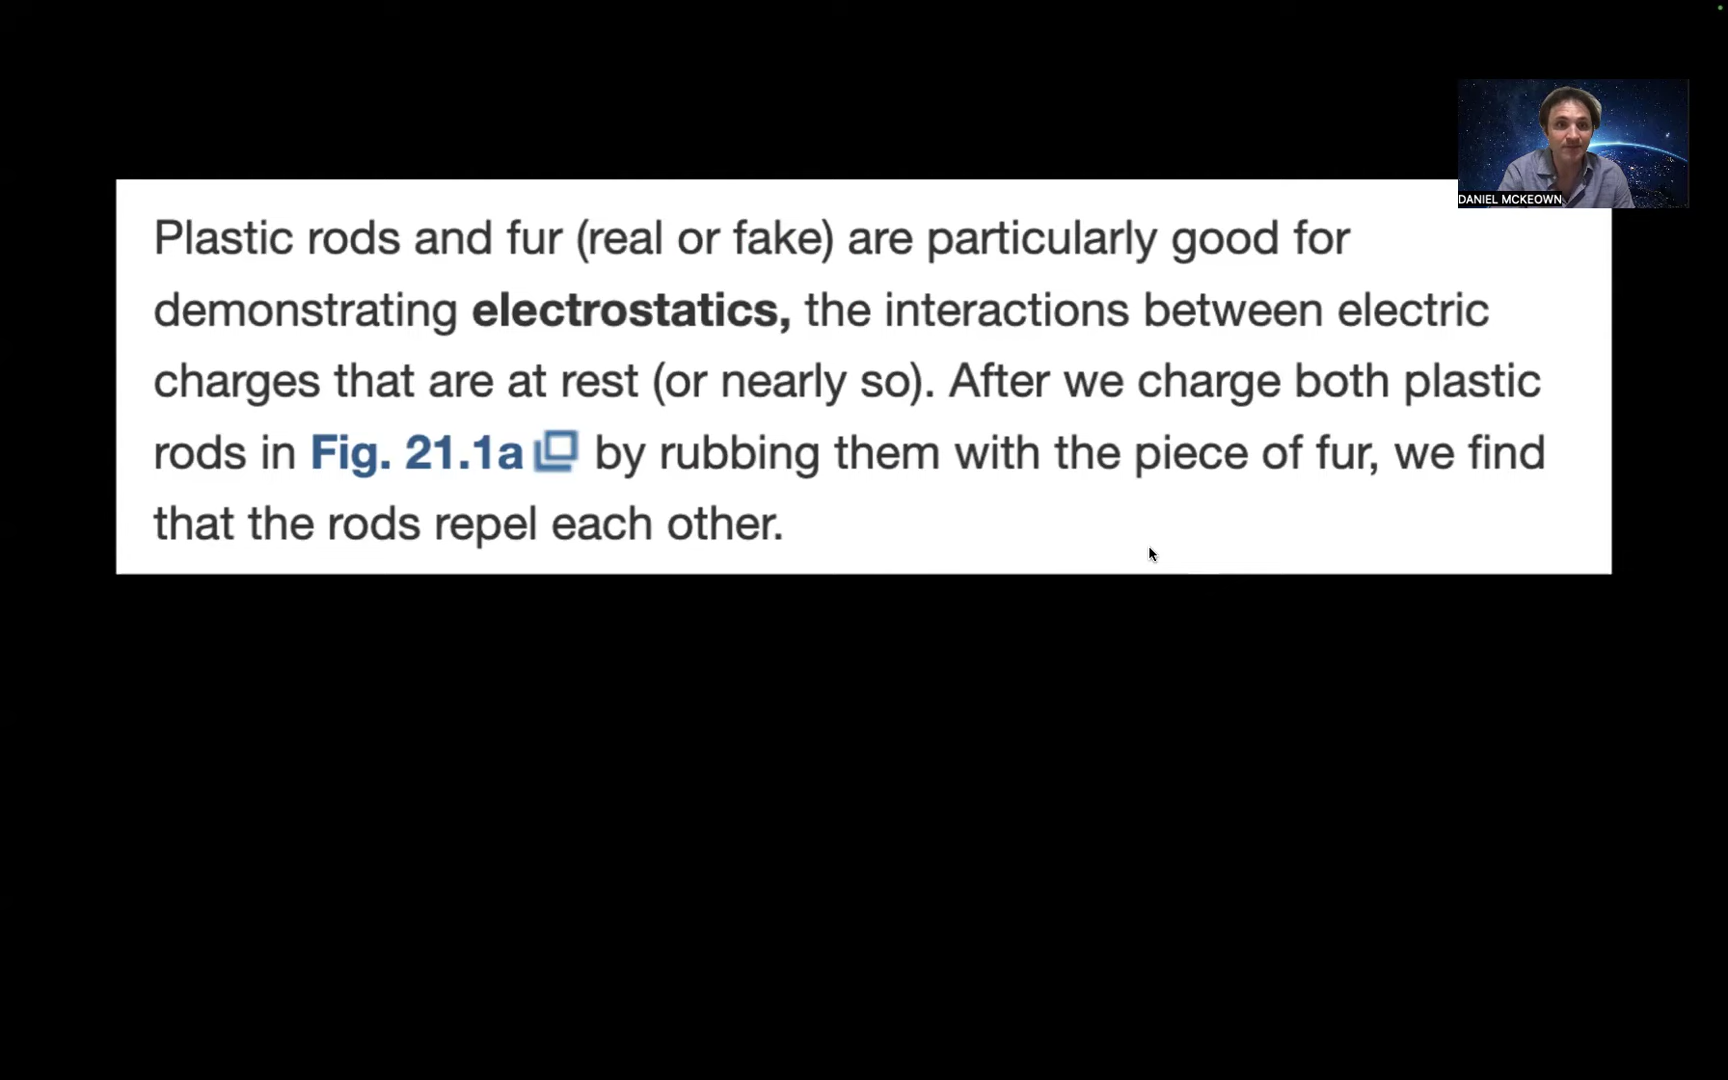 DANIEL MCKEOWN
Plastic rods and fur (real or fake) are particularly good for
demonstrating electrostatics, the interactions between electric
charges that are at rest (or nearly so). After we charge both plastic
rods in Fig. 21.1a by rubbing them with the piece of fur, we find
that the rods repel each other.